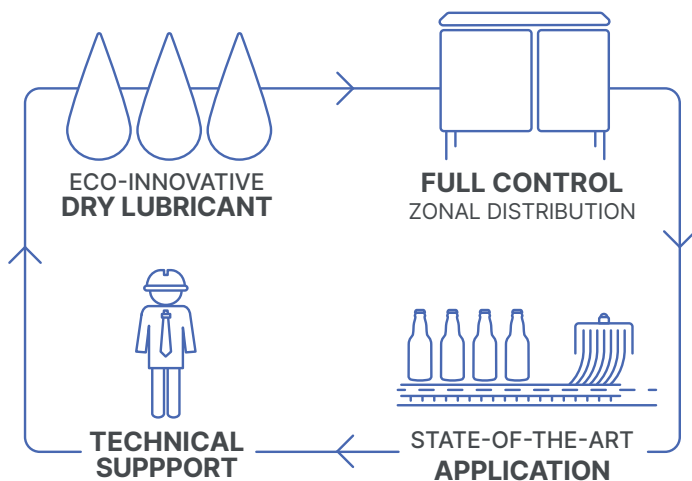 ECO-INNOVATIVE
DRY LUBRICANT
FULL CONTROL
ZONAL DISTRIBUTION
TECHNICAL
SUPPPORT
STATE-OF-THE-ART
APPLICATION